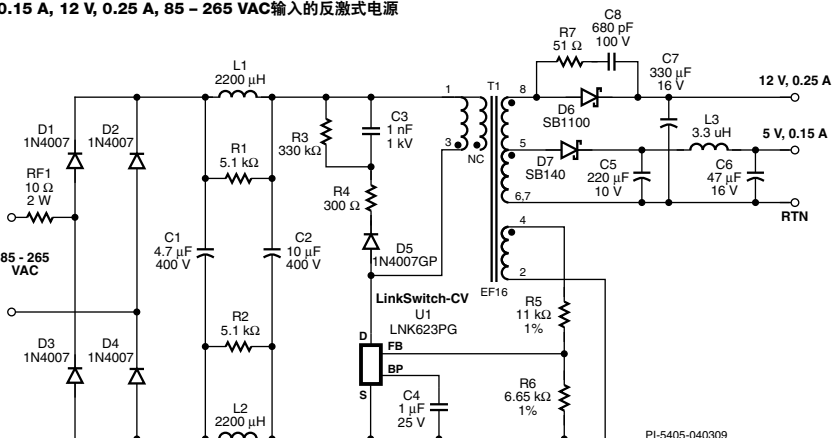 0.15 A, 12 V, 0.25 A, 85 – 265 VAC输入的反激式电源
C8
680 pF
100 V
R7
51 Ω
C7
330 μF
16 V
12 V, 0.25 A
L1
2200 μH
1
T1
8
D6
SB1100
D1
1N4007
D2
1N4007
C3
1 nF
1 kV
R3
330 kΩ
R1
5.1 kΩ
3
NC
5
L3
3.3 uH
5 V, 0.15 A
D7
SB140
C5
220 μF
10 V
C6
47 μF
16 V
RF1
10 Ω
2 W
R4
300 Ω
6,7
RTN
4
85 - 265
VAC
C1
4.7 μF
400 V
C2
10 μF
400 V
D5
1N4007GP
2
EF16
LinkSwitch-CV
U1
LNK623PG
R5
11 kΩ
1%
R2
5.1 kΩ
D3
1N4007
D4
1N4007
D
FB
BP
S
C4
1 μF
25 V
R6
6.65 kΩ
1%
L2
2200 μH
PI-5405-040309